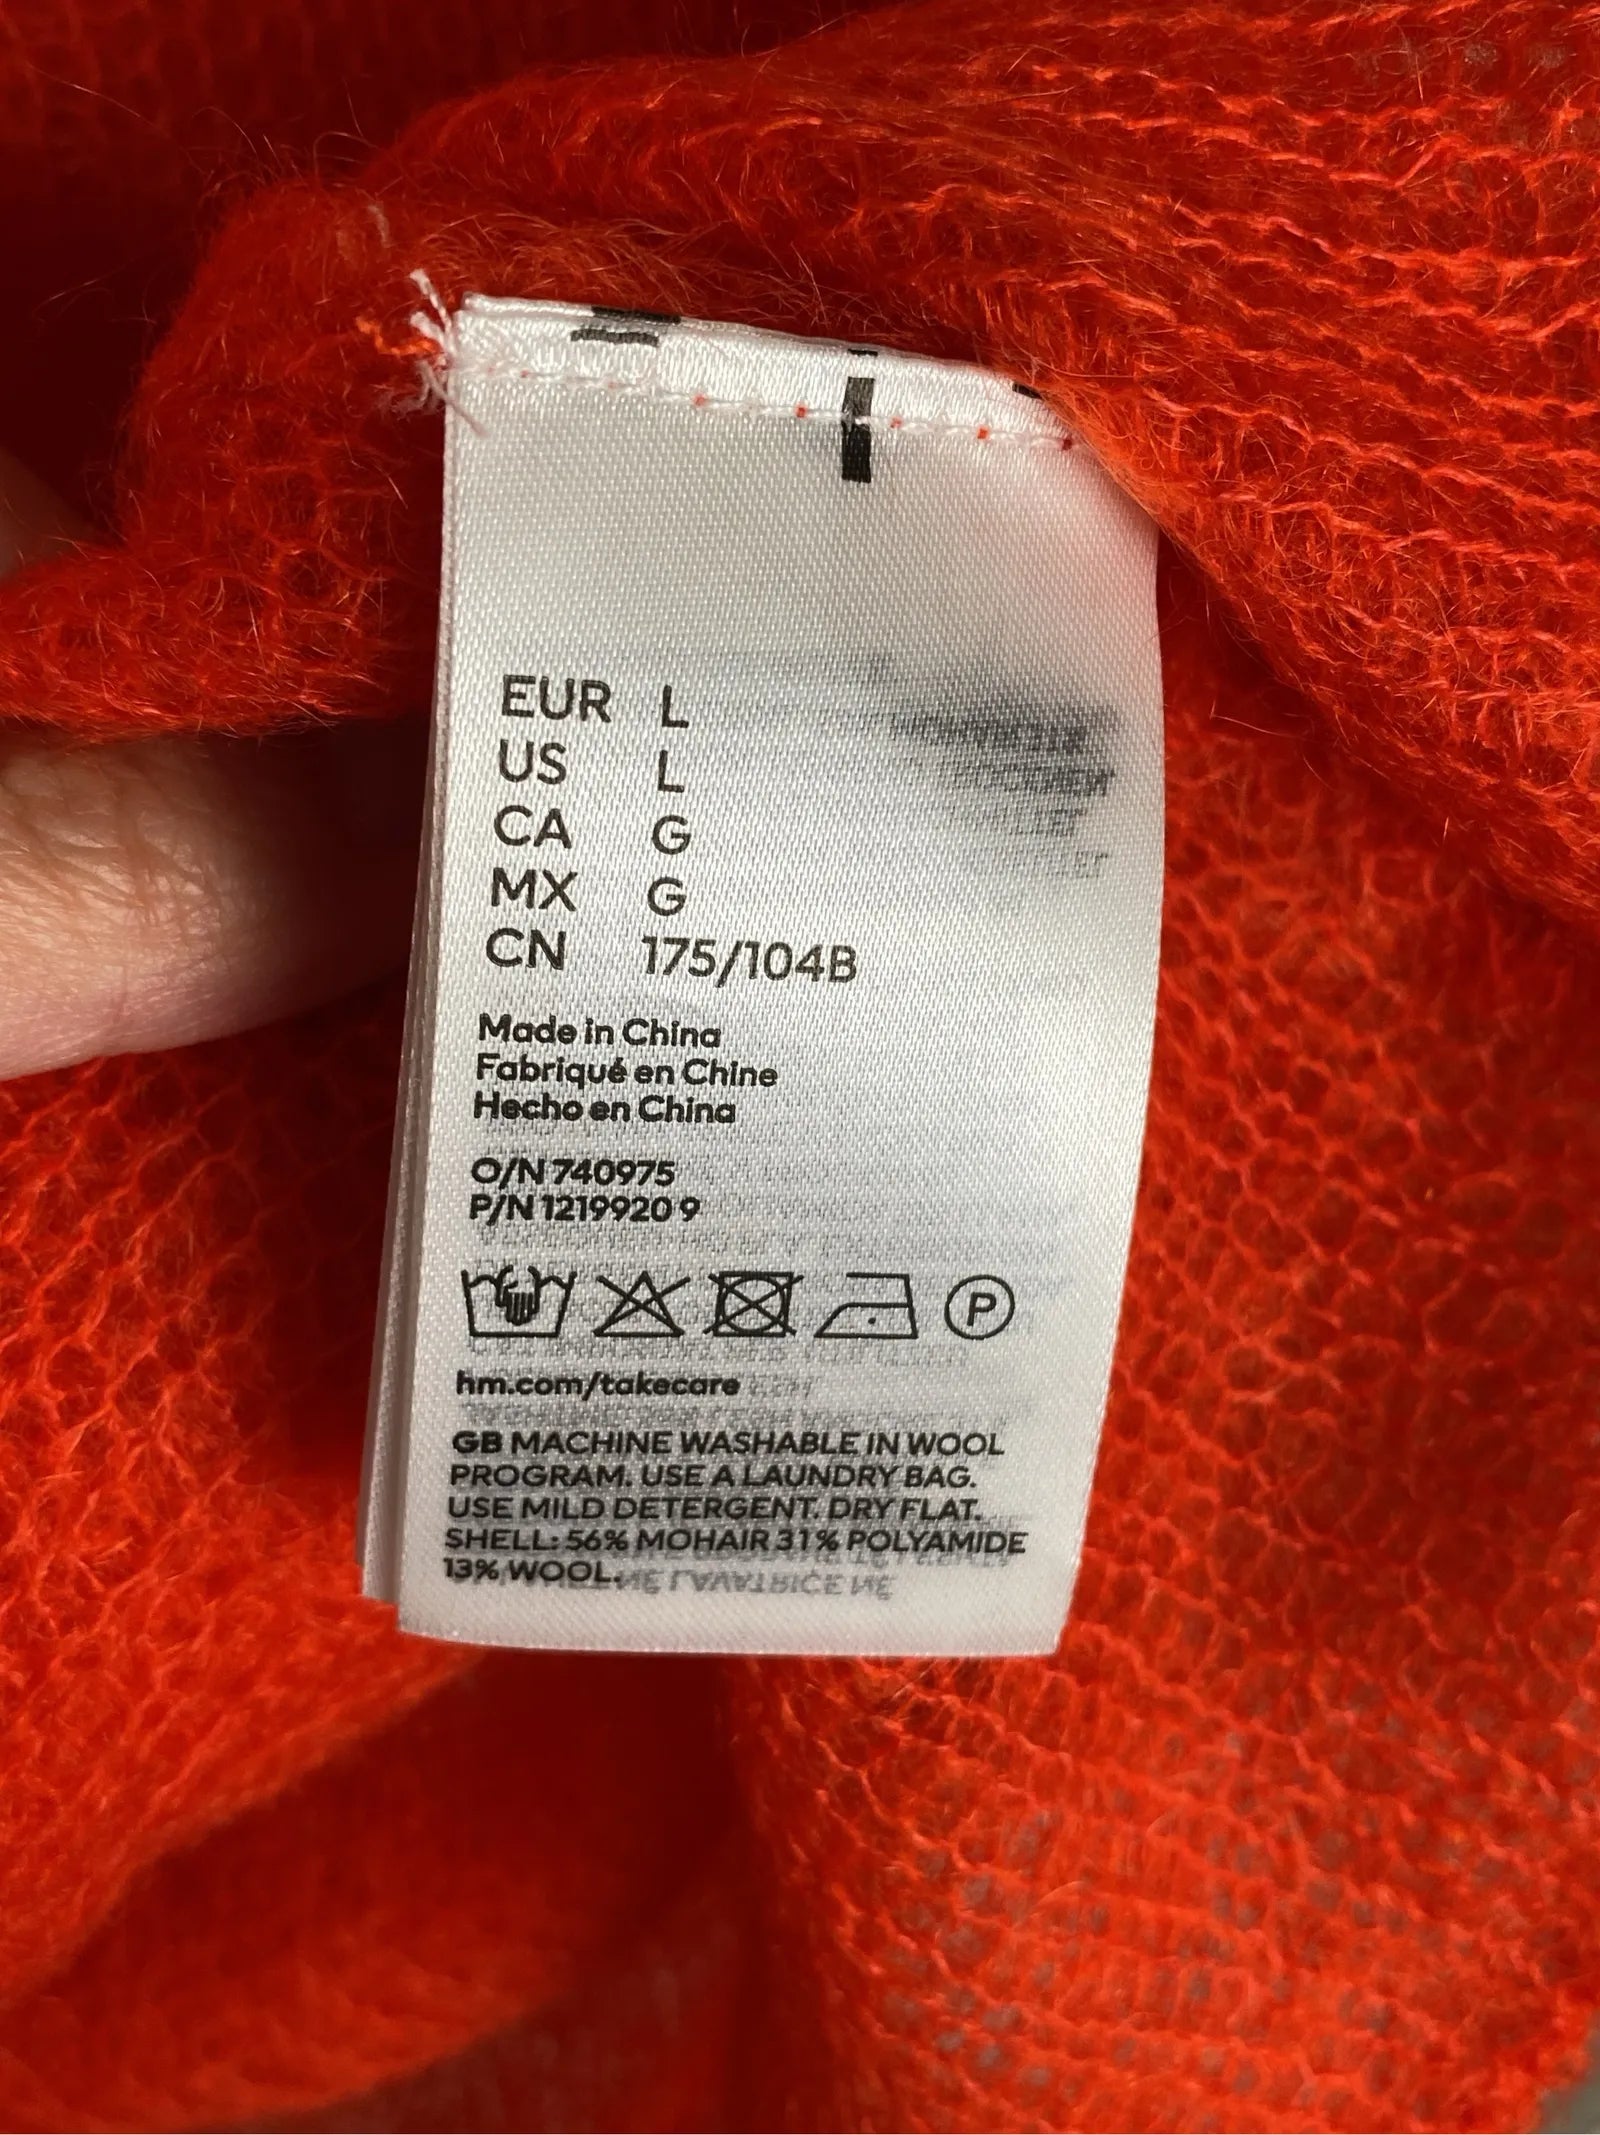 EUR L
US L
CA G
MX G
CN 175/104B
Made in China
Fabriqué en Chine
Hecho en China
O/N 740975
P/N 1219920 9
P
hm.com/takecare
GB MACHINE WASHABLE IN WOOL
PROGRAM. USE A LAUNDRY BAG.
USE MILD DETERGENT. DRY FLAT.
SHELL: 56% MOHAIR 31% POLYAMIDE
13% WOOL.